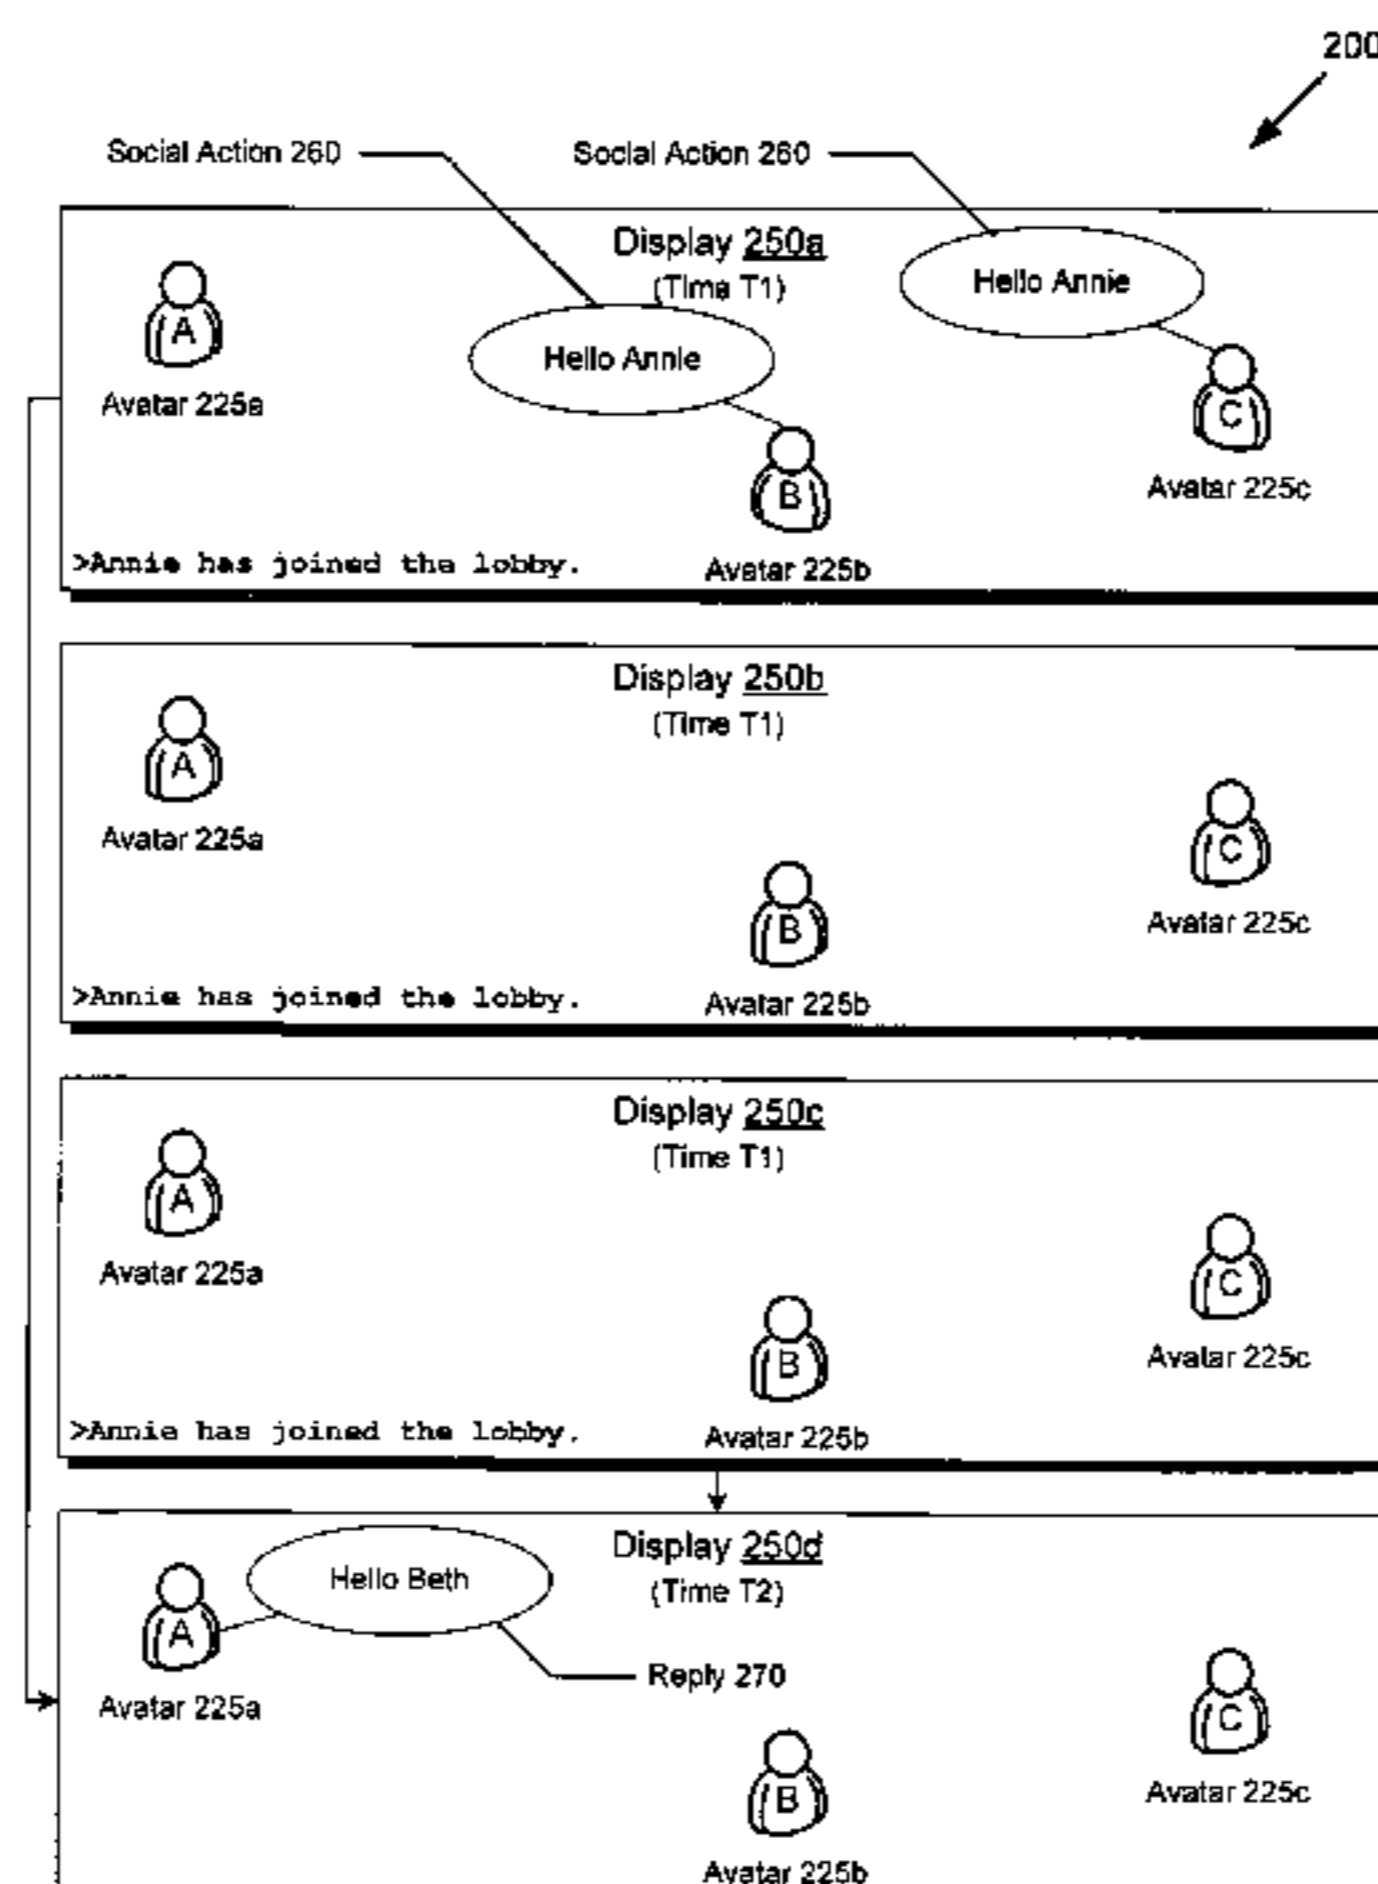 200
Social Action 260 Social Action 260
Display 250a
(Time T1)
Hello Annie
Hello Annie
A
Avatar 225a
C
Avatar 225c
B
>Annie has joined the lobby.
Avatar 225b
Display 250b
(Time T1)
A
Avatar 225a
C
Avatar 225c
B
>Annie has joined the lobby.
Avatar 225b
Display 250c
(Time T1)
A
Avatar 225a
C
Avatar 225c
B
>Annie has joined the lobby.
Avatar 225b
Display 250d
(Time T2)
Hello Beth
A
Reply 270
Avatar 225a
C
Avatar 225c
B
Avatar 225b